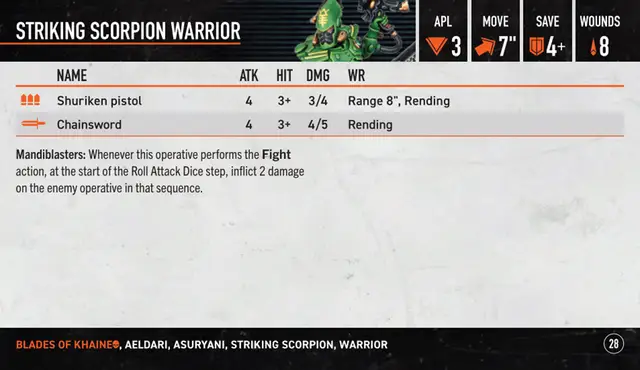 STRIKING SCORPION WARRIOR
APL MOVE SAVE WOUNDS
3 7" 4+ 8
NAME ATK HIT DMG WR
Shuriken pistol 4 3+ 3/4 Range 8", Rending
Chainsword 4 3+ 4/5 Rending
Mandiblasters: Whenever this operative performs the Fight
action, at the start of the Roll Attack Dice step, inflict 2 damage
on the enemy operative in that sequence.
BLADES OF KHAINE, AELDARI, ASURYANI, STRIKING SCORPION, WARRIOR
28